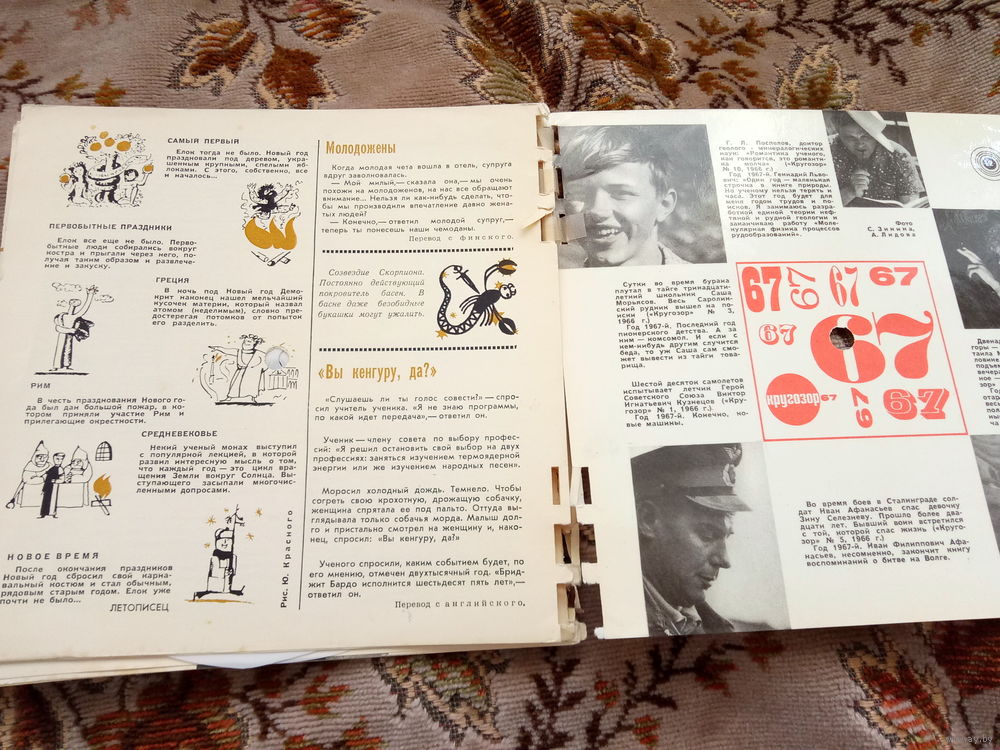 САМЫЙ ПЕРВЫЙ
Елок тогда не было. Новый год
праздновали под деревом, укра-
шенным крупными, спелыми яб-
локами. С этого, собственно, все
и началось...
ПЕРВОБЫТНЫЕ ПРАЗДНИКИ
Елок все еще не было. Перво-
бытные люди собирались вокруг
костра и прыгали через него, по-
лучая таким образом и развлече-
ние и закуску.
ГРЕЦИЯ
В ночь под Новый год Демо-
крит наконец нашел мельчайший
кусочек материи, который назвал
атомом (неделимым), словно пре-
достерегая потомков от попыток
его разделить.
РИМ
В честь празднования Нового го-
да был дан большой пожар, в ко-
тором приняли участие Рим и
прилегающие окрестности.
СРЕДНЕВЕКОВЬЕ
Некий ученый монах выступил
с популярной лекцией, в которой
развил интересную мысль о том,
что каждый год — это цикл вра-
щения Земли вокруг Солнца. Вы-
ступающего засыпали многочис-
ленными допросами.
НОВОЕ ВРЕМЯ
После окончания праздников
Новый год сбросил свой карна-
вальный костюм и стал обычным,
рядовым старым годом. Елок уже
почти не было...
ЛЕТОПИСЕЦ
Рис. Ю. Красного
Молодожены
Когда молодая чета вошла в отель, супруга
вдруг заволновалась.
— Мой милый,— сказала она,— мы очень
похожи на молодоженов, на нас все обращают
внимание... Нельзя ли как-нибудь сделать, что-
бы мы производили впечатление давно жена-
тых людей?
— Конечно,— ответил молодой супруг,—
теперь ты понесешь наши чемоданы.
Перевод с финского.
Созвездие Скорпиона.
Постоянно действующий
покровитель басен. В
басне даже безобидные
букашки могут ужалить.
«Вы кенгуру, да?»
«Слушаешь ли ты голос совести?» — спро-
сил учитель ученика. «Я не знаю программы,
по какой идет передача»,— ответил он.
Ученик — члену совета по выбору профес-
сий: «Я решил остановить свой выбор на двух
профессиях: заняться изучением термоядерной
энергии или же изучением народных песен».
Моросил холодный дождь. Темнело. Чтобы
согреть свою крохотную, дрожащую собачку,
женщина спрятала ее под пальто. Оттуда вы-
глядывала только собачья морда. Малыш дол-
го и пристально смотрел на женщину и, нако-
нец, спросил: «Вы кенгуру, да?»
Ученого спросили, каким событием будет, по
его мнению, отмечен двухтысячный год. «Брид-
жит Бардо исполнится шестьдесят пять лет»,—
ответил он.
Перевод с английского.
Г. Л. Поспелов, доктор
геолого - минералогических
наук: «Романтика ученого,
как говорится, это романти-
ка молча» («Кругозор»
№ 10, 1966 г.)
Год 1967-й. Геннадий Льво-
вич: «Один год — маленькая
строчка в книге природы.
Но ученому нельзя терять и
часа. Этот год будет для
меня годом трудов и по-
исков. Я занимаюсь разра-
боткой единой теории неф-
тяной и рудной геологии и
заканчиваю работу «Моле-
кулярная физика процессов
рудообразований».
Фото
С. Зинина,
А. Лидова
Сутки во время бурана
плутал в тайге тринадцати-
летний школьник Саша
Морьясов. Весь Саролин-
ский рудник вышел на по-
иски («Кругозор» № 3,
1966 г.)
Год 1967-й. Последний год
пионерского детства. А за
ним — комсомол. И если с
кем-нибудь другим случится
беда, то уж Саша сам смо-
жет вывести из тайги това-
рища.
Шестой десяток самолетов
испытывает летчик Герой
Советского Союза Виктор
Игнатьевич Кузнецов («Кру-
гозор» № 1, 1966 г.)
Год 1967-й. Конечно, но-
вые машины.
67 67 67 67
67 67
кругозор 67 67 67
Во время боев в Сталинграде сол-
дат Иван Афанасьев спас девочку
Зину Селезневу. Прошло более два-
дцати лет. Бывший воин встретился
с той, которой спас жизнь («Круго-
зор» № 5, 1966 г.)
Год 1967-й. Иван Филиппович Афа-
насьев, несомненно, закончит книгу
воспоминаний о битве на Волге.